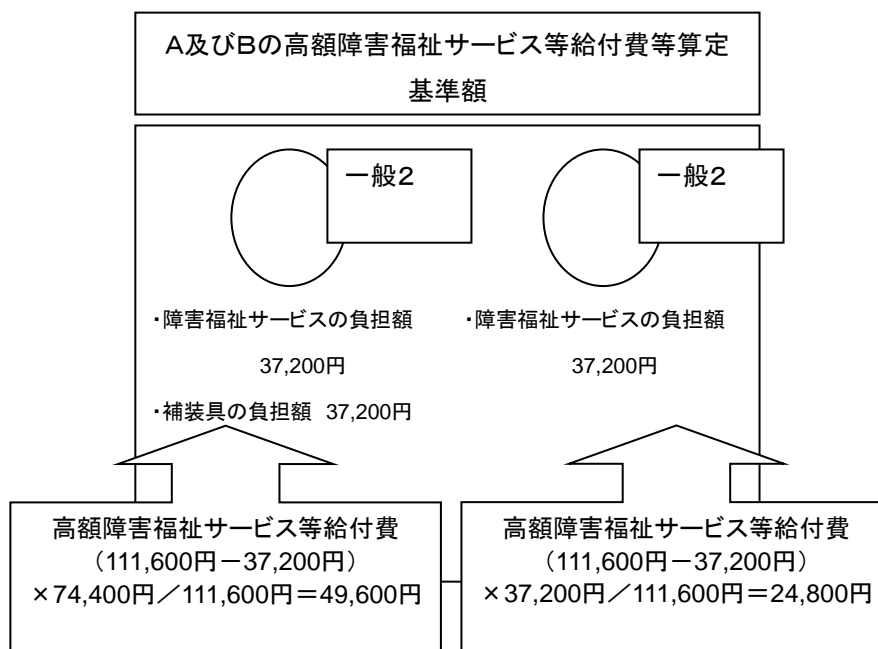 A及びBの高額障害福祉サービス等給付費等算定
基準額
一般2
一般2
・障害福祉サービスの負担額
37,200円
・補装具の負担額 37,200円
・障害福祉サービスの負担額
37,200円
高額障害福祉サービス等給付費
(111,600円-37,200円)
×74,400円/111,600円=49,600円
高額障害福祉サービス等給付費
(111,600円-37,200円)
×37,200円/111,600円=24,800円